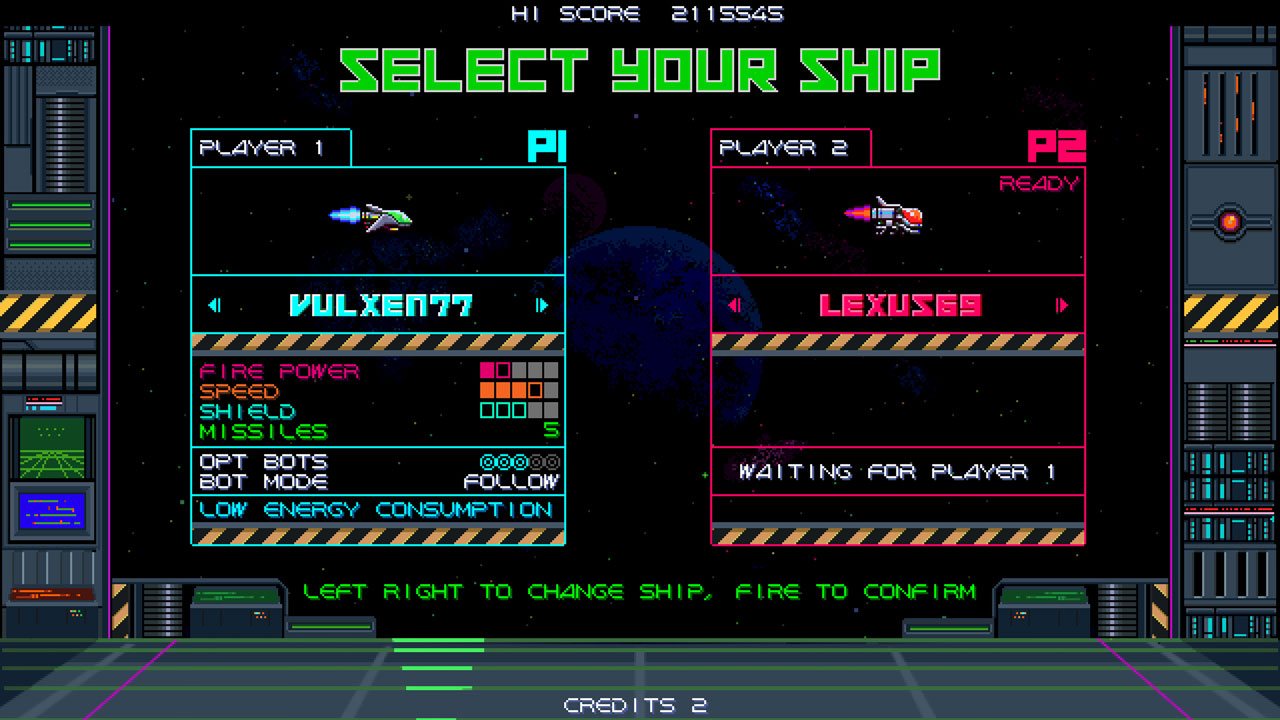 HI SCORE 2115545
SELECT YOUR SHIP
PLAYER 1
P1
PLAYER 2
P2
READY
VULXEN77
LEXUS69
FIRE POWER
SPEED
SHIELD
MISSILES 5
OPT BOTS
BOT MODE FOLLOW
LOW ENERGY CONSUMPTION
WAITING FOR PLAYER 1
LEFT RIGHT TO CHANGE SHIP, FIRE TO CONFIRM
CREDITS 2